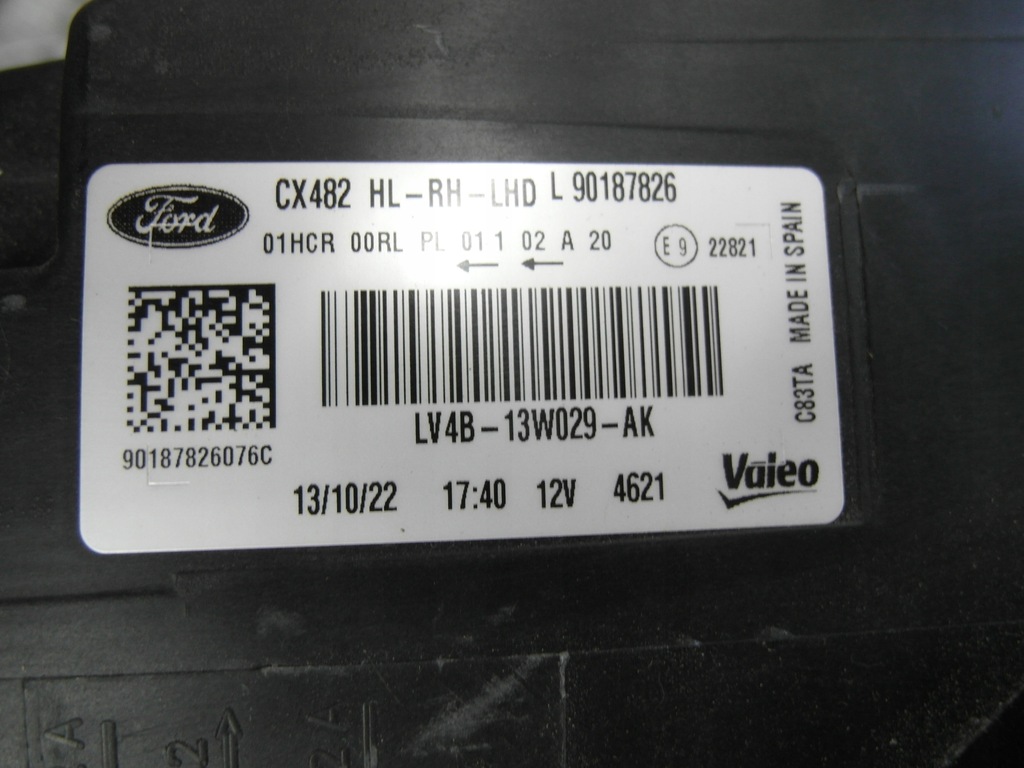 Ford
CX482 HL-RH-LHD L 90187826
01HCR 00RL PL 01 1 02 A 20 E9 22821
← ←
LV4B-13W029-AK
90187826076C
13/10/22 17:40 12V 4621
Valeo
C83TA MADE IN SPAIN